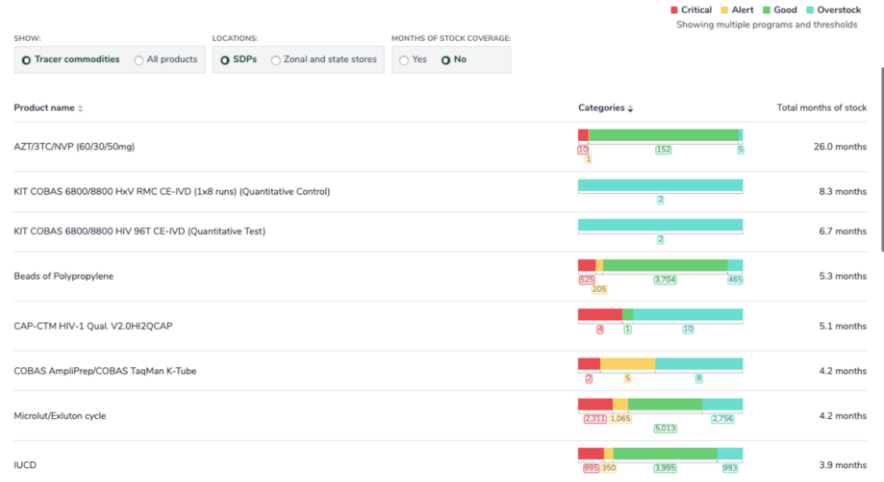 Critical Alert Good Overstock
Showing multiple programs and thresholds
SHOW: LOCATIONS: MONTHS OF STOCK COVERAGE:
Tracer commodities All products SDPs Zonal and state stores Yes No
Product name Categories Total months of stock
AZT/3TC/NVP (60/30/50mg) 26.0 months
10 152 5
1
KIT COBAS 6800/8800 HxV RMC CE-IVD (1x8 runs) (Quantitative Control) 8.3 months
2
KIT COBAS 6800/8800 HIV 96T CE-IVD (Quantitative Test) 6.7 months
2
Beads of Polypropylene 5.3 months
525 3,704 465
205
CAP-CTM HIV-1 Qual. V2.0HI2QCAP 5.1 months
4 1 10
COBAS AmpliPrep/COBAS TaqMan K-Tube 4.2 months
2 5 8
Microlut/Exluton cycle 4.2 months
2,311 1,065 2,756
5,013
IUCD 3.9 months
995 350 3,995 993